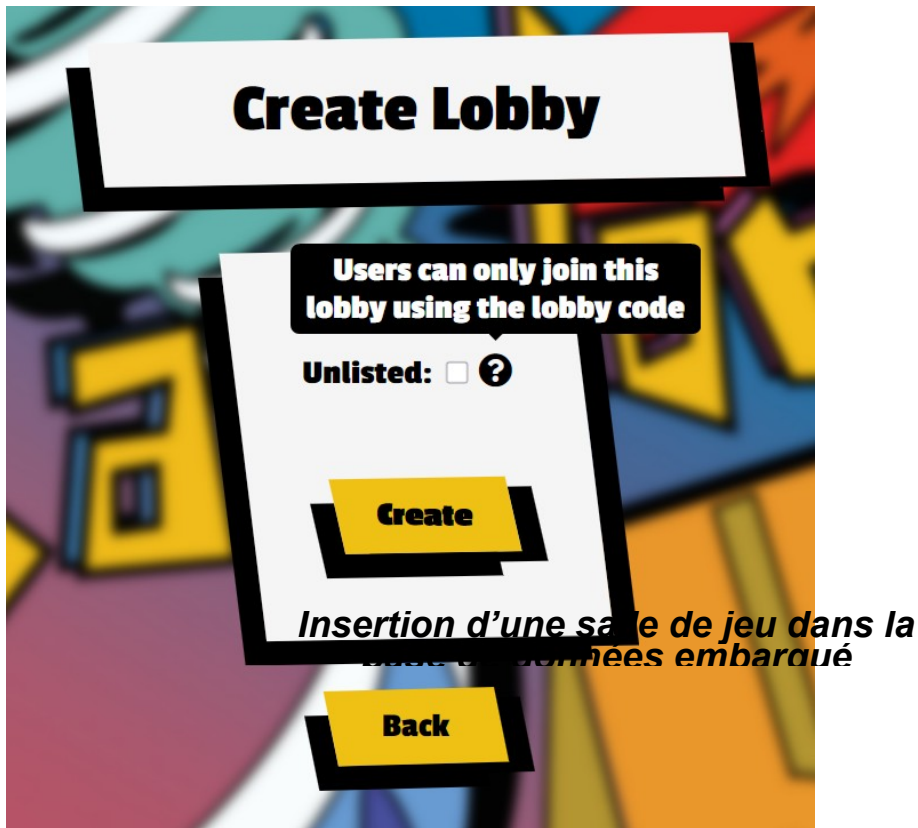 Create Lobby
Users can only join this
lobby using the lobby code
Unlisted:
?
Create
Insertion d’une salle de jeu dans la
données embarqué
Back